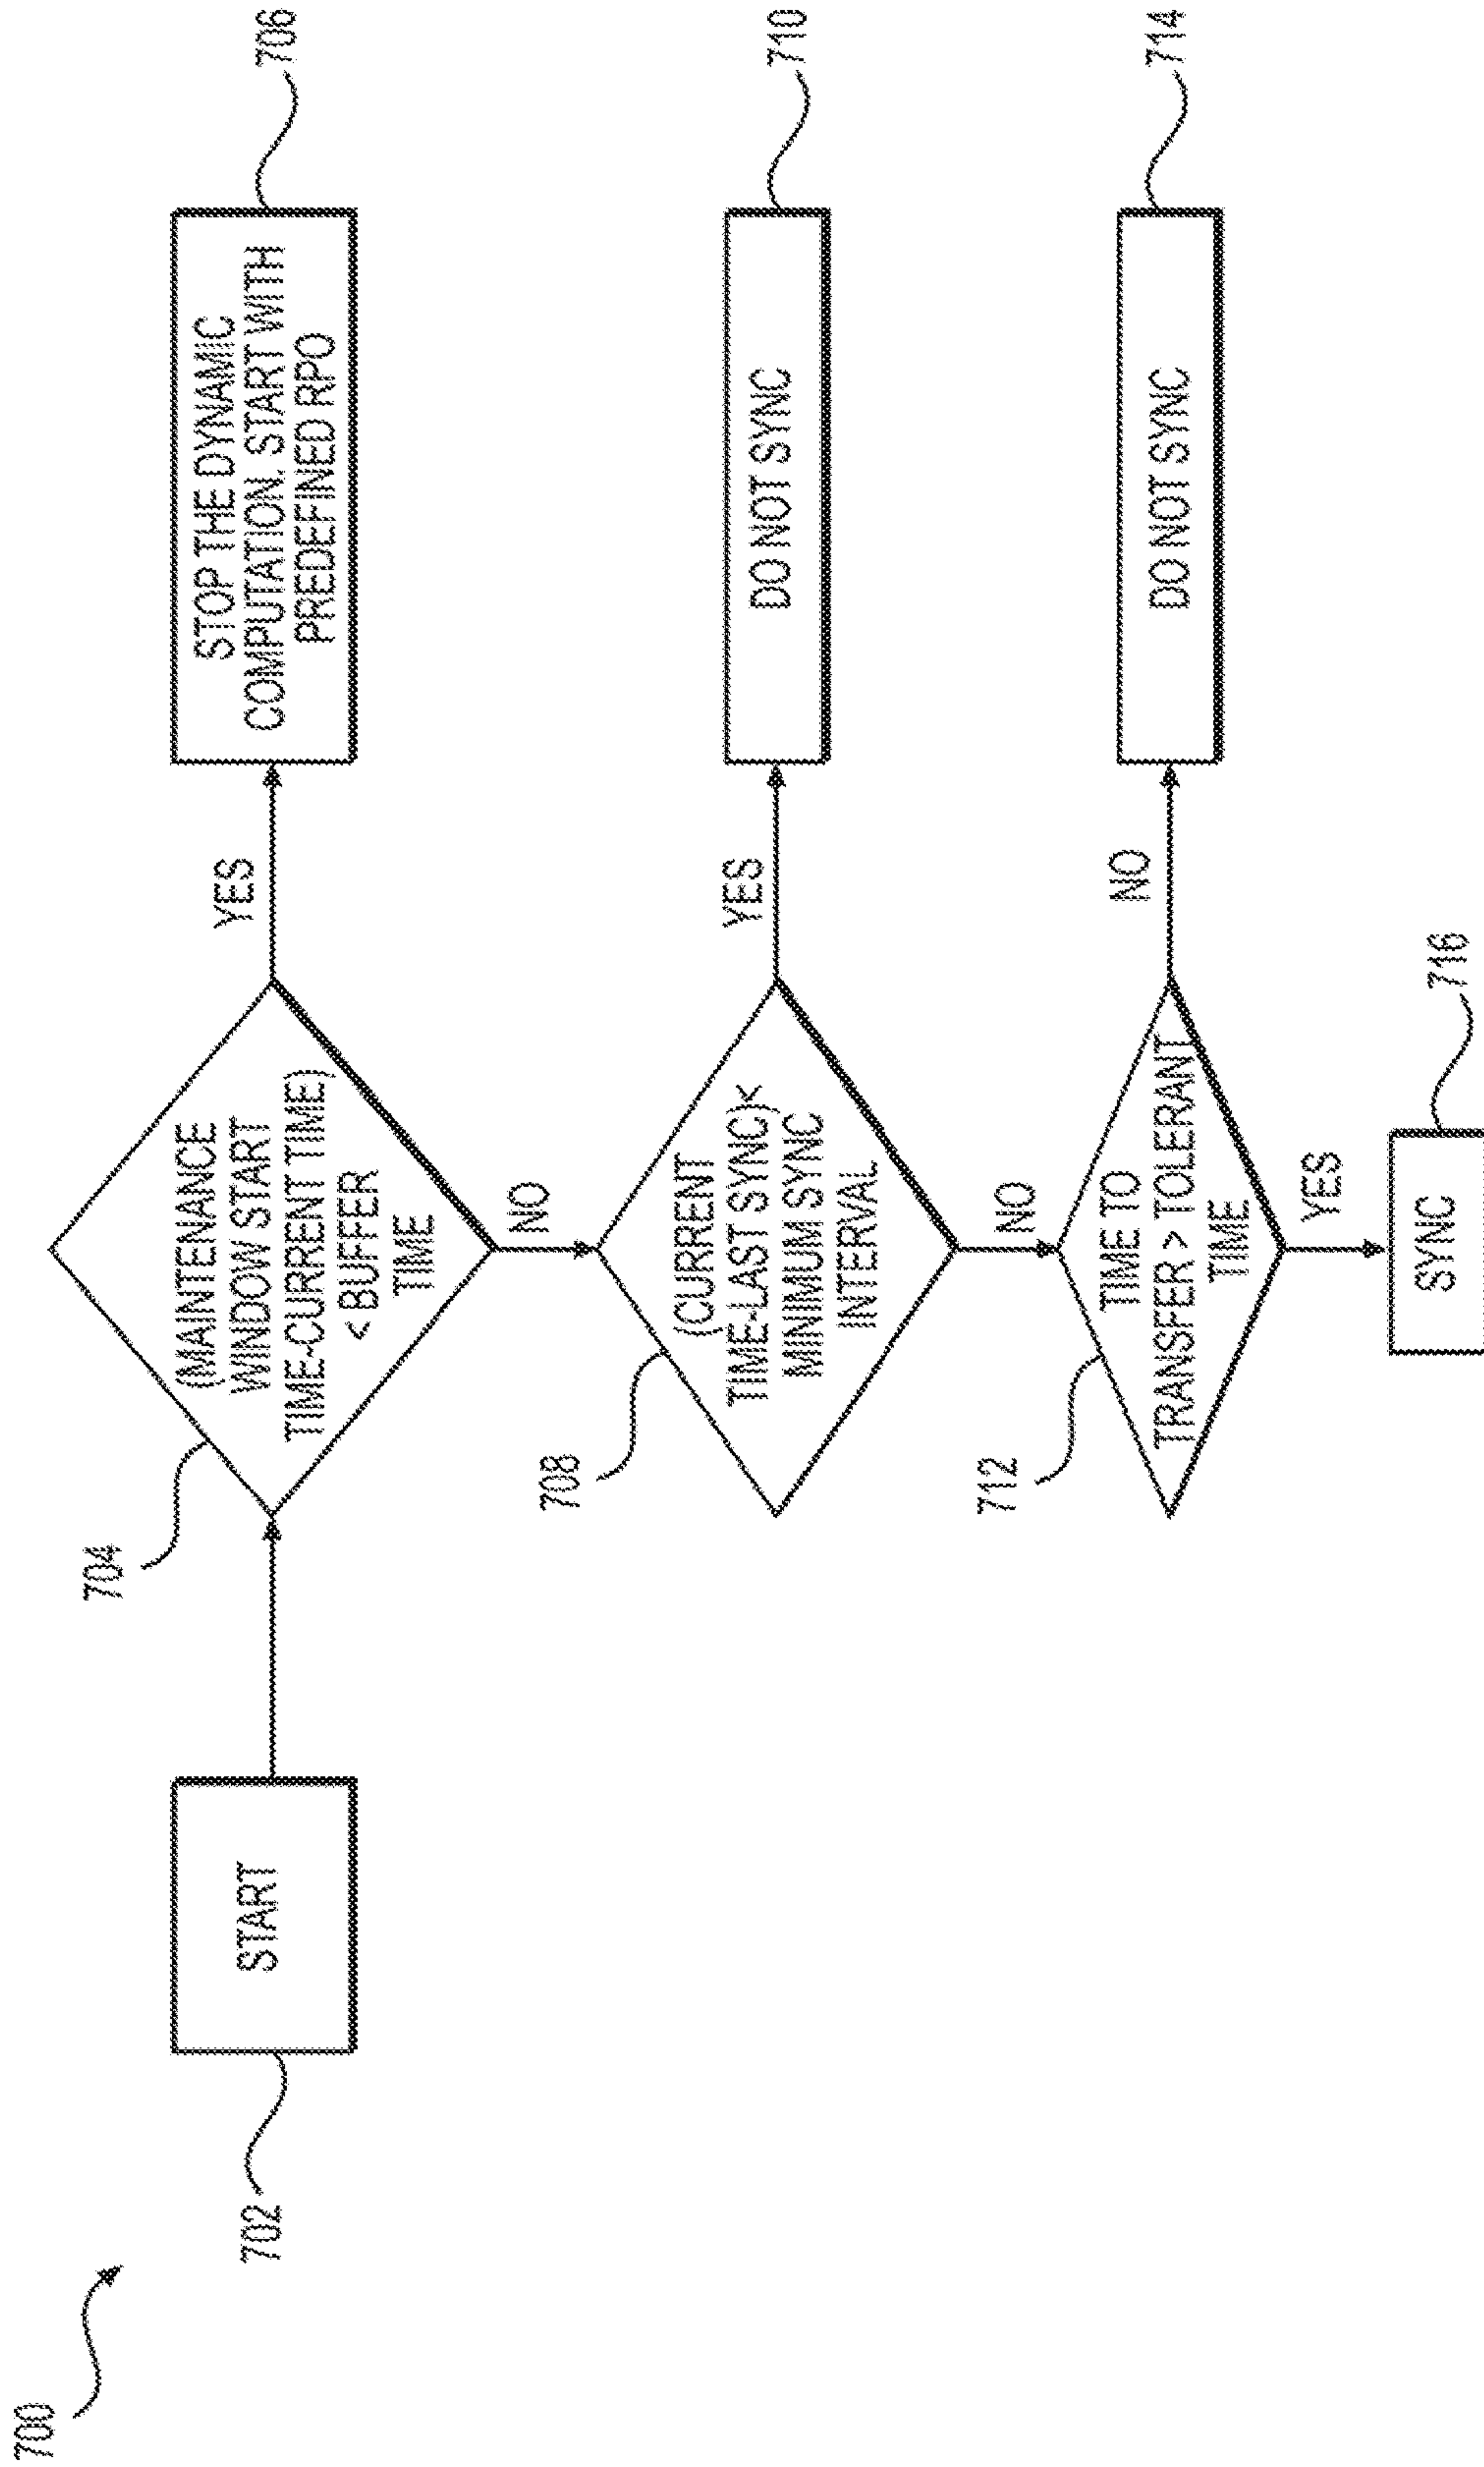 700
702
START
704
(MAINTENANCE
WINDOW START
TIME-CURRENT TIME)
< BUFFER
TIME
YES
STOP THE DYNAMIC
COMPUTATION. START WITH
PREDEFINED RPO
706
NO
708
(CURRENT
TIME-LAST SYNC)<
MINIMUM SYNC
INTERVAL
YES
DO NOT SYNC
710
NO
712
TIME TO
TRANSFER > TOLERANT
TIME
NO
DO NOT SYNC
714
YES
SYNC
716